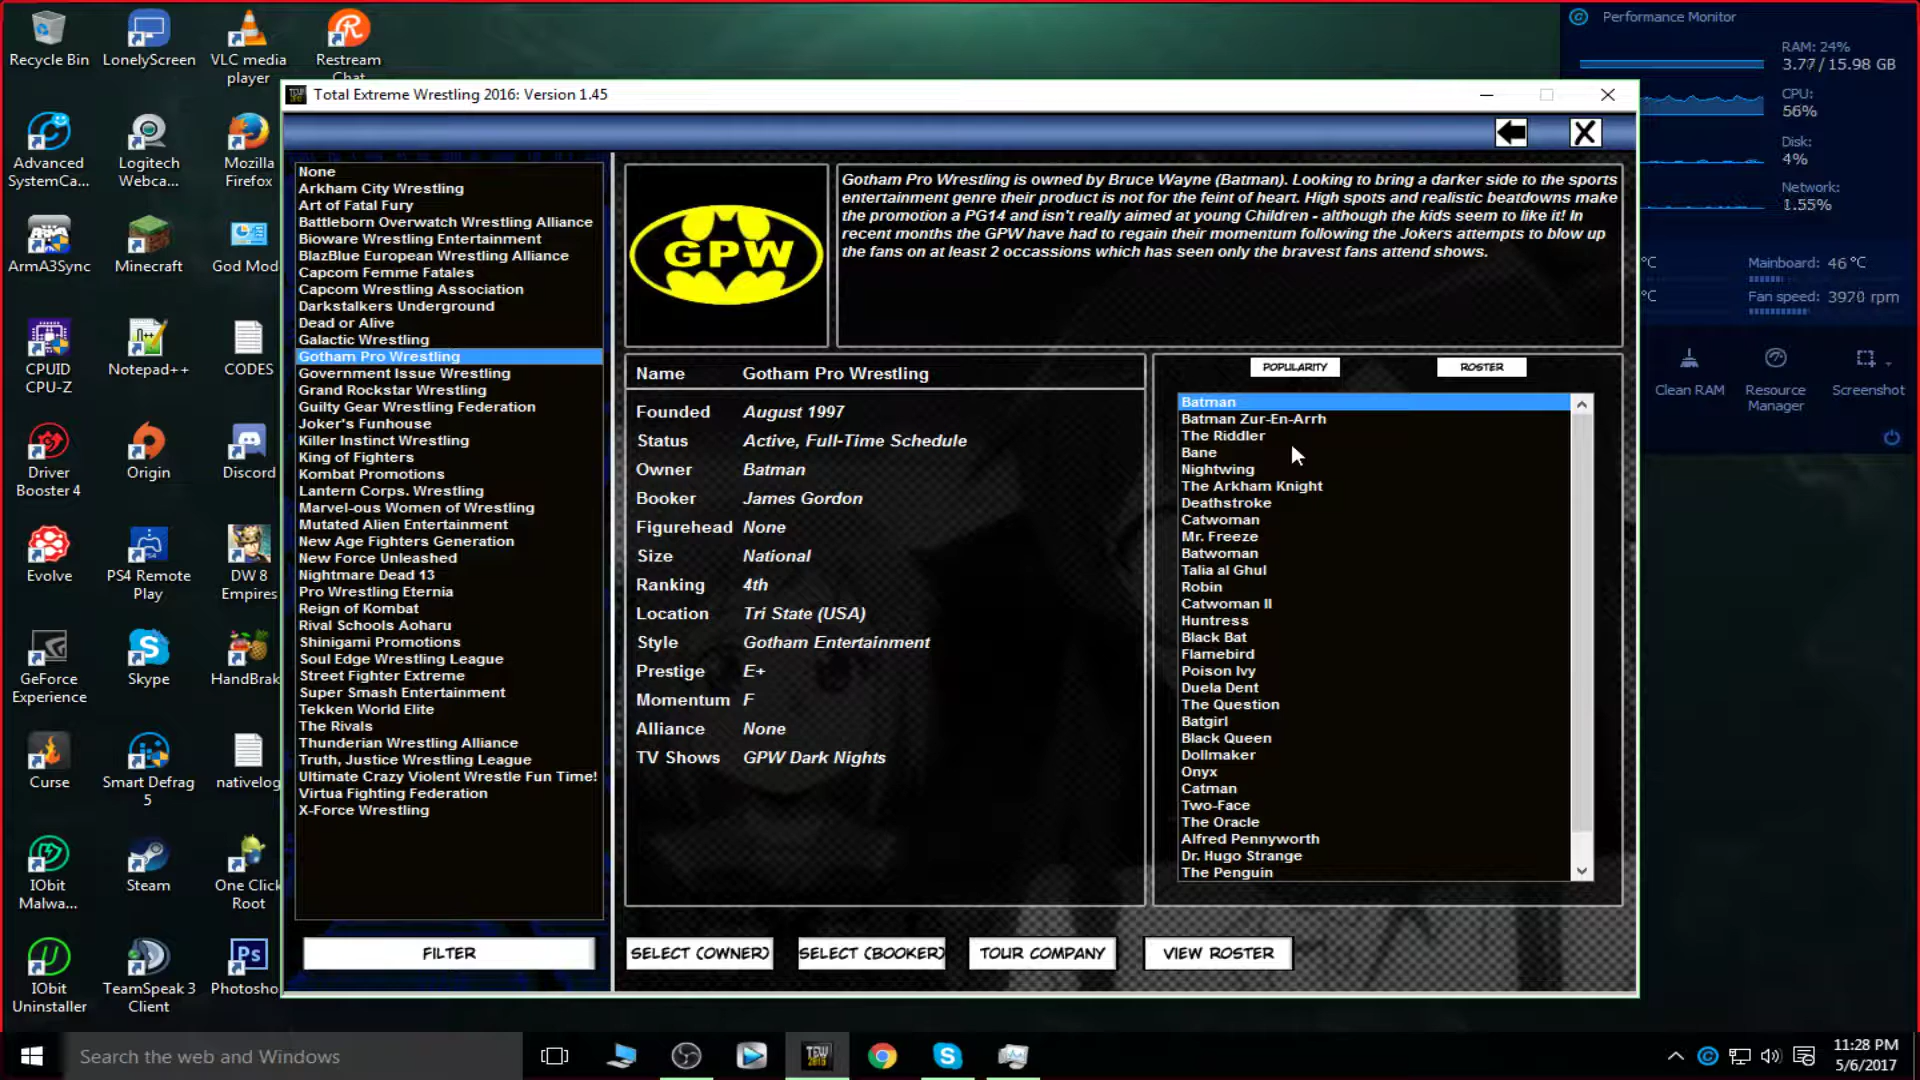 Recycle Bin
LonelyScreen
VLC media
player
Restream
Chat
Advanced
SystemCa...
Logitech
Webca...
Mozilla
Firefox
ArmA3Sync
Minecraft
God Mod
CPUID
CPU-Z
Notepad++
CODES
Driver
Booster 4
Origin
Discord
Evolve
PS4 Remote
Play
DW 8
Empires
GeForce
Experience
Skype
HandBrak
Curse
Smart Defrag
5
nativelog
IObit
Malwa...
Steam
One Click
Root
IObit
Uninstaller
TeamSpeak 3
Client
Photosho
Total Extreme Wrestling 2016: Version 1.45
None
Arkham City Wrestling
Art of Fatal Fury
Battleborn Overwatch Wrestling Alliance
Bioware Wrestling Entertainment
BlazBlue European Wrestling Alliance
Capcom Femme Fatales
Capcom Wrestling Association
Darkstalkers Underground
Dead or Alive
Galactic Wrestling
Gotham Pro Wrestling
Government Issue Wrestling
Grand Rockstar Wrestling
Guilty Gear Wrestling Federation
Joker's Funhouse
Killer Instinct Wrestling
King of Fighters
Kombat Promotions
Lantern Corps. Wrestling
Marvel-ous Women of Wrestling
Mutated Alien Entertainment
New Age Fighters Generation
New Force Unleashed
Nightmare Dead 13
Pro Wrestling Eternia
Reign of Kombat
Rival Schools Aoharu
Shinigami Promotions
Soul Edge Wrestling League
Street Fighter Extreme
Super Smash Entertainment
Tekken World Elite
The Rivals
Thunderian Wrestling Alliance
Truth, Justice Wrestling League
Ultimate Crazy Violent Wrestle Fun Time!
Virtua Fighting Federation
X-Force Wrestling
FILTER
GPW
Gotham Pro Wrestling is owned by Bruce Wayne (Batman). Looking to bring a darker side to the sports
entertainment genre their product is not for the feint of heart. High spots and realistic beatdowns make
the promotion a PG14 and isn't really aimed at young Children - although the kids seem to like it! In
recent months the GPW have had to regain their momentum following the Jokers attempts to blow up
the fans on at least 2 occassions which has seen only the bravest fans attend shows.
Name Gotham Pro Wrestling
Founded August 1997
Status Active, Full-Time Schedule
Owner Batman
Booker James Gordon
Figurehead None
Size National
Ranking 4th
Location Tri State (USA)
Style Gotham Entertainment
Prestige E+
Momentum F
Alliance None
TV Shows GPW Dark Nights
POPULARITY
ROSTER
Batman
Batman Zur-En-Arrh
The Riddler
Bane
Nightwing
The Arkham Knight
Deathstroke
Catwoman
Mr. Freeze
Batwoman
Talia al Ghul
Robin
Catwoman II
Huntress
Black Bat
Flamebird
Poison Ivy
Duela Dent
The Question
Batgirl
Black Queen
Dollmaker
Onyx
Catman
Two-Face
The Oracle
Alfred Pennyworth
Dr. Hugo Strange
The Penguin
SELECT (OWNER)
SELECT (BOOKER)
TOUR COMPANY
VIEW ROSTER
Performance Monitor
RAM: 24%
3.77/15.98 GB
CPU:
56%
Disk:
4%
Network:
1.55%
°C
Mainboard: 46 °C
°C
Fan speed: 3970 rpm
Clean RAM
Resource
Manager
Screenshot
Search the web and Windows
11:28 PM
5/6/2017